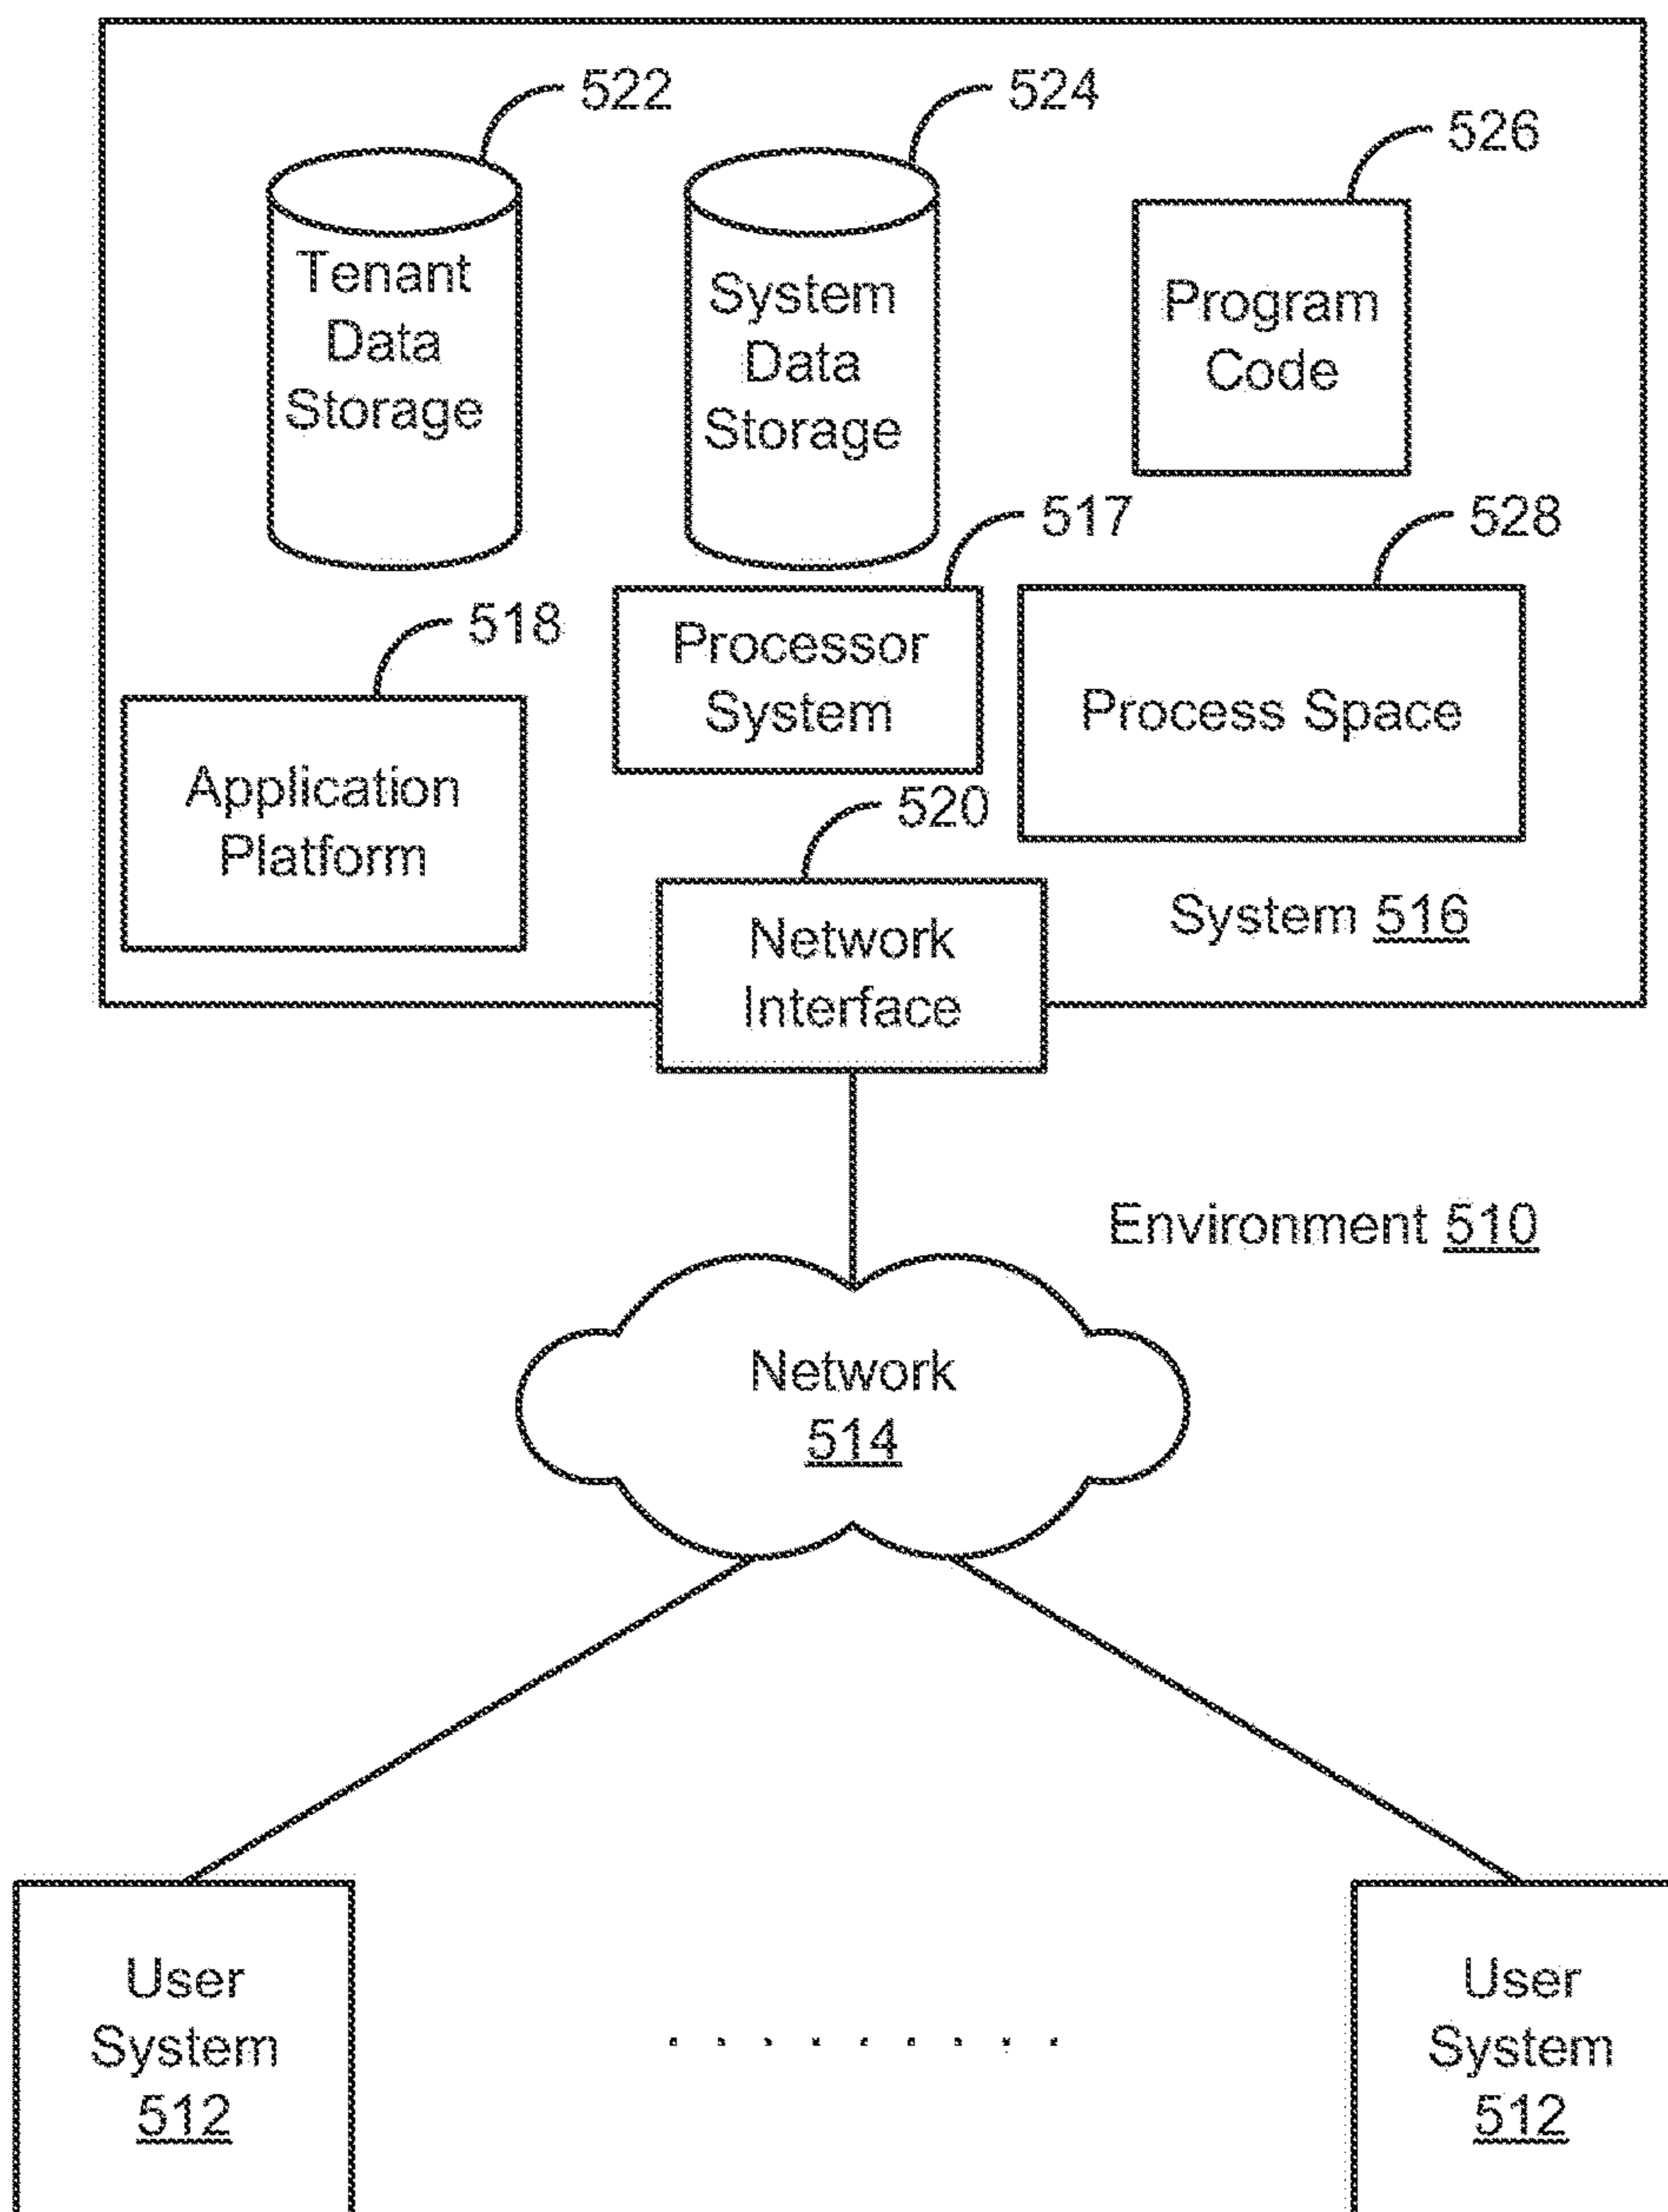 522
524
526
Tenant
Data
Storage
System
Data
Storage
Program
Code
517
528
518
Processor
System
Process Space
Application
Platform
520
Network
Interface
System 516
Environment 510
Network
514
User
System
512
User
System
512